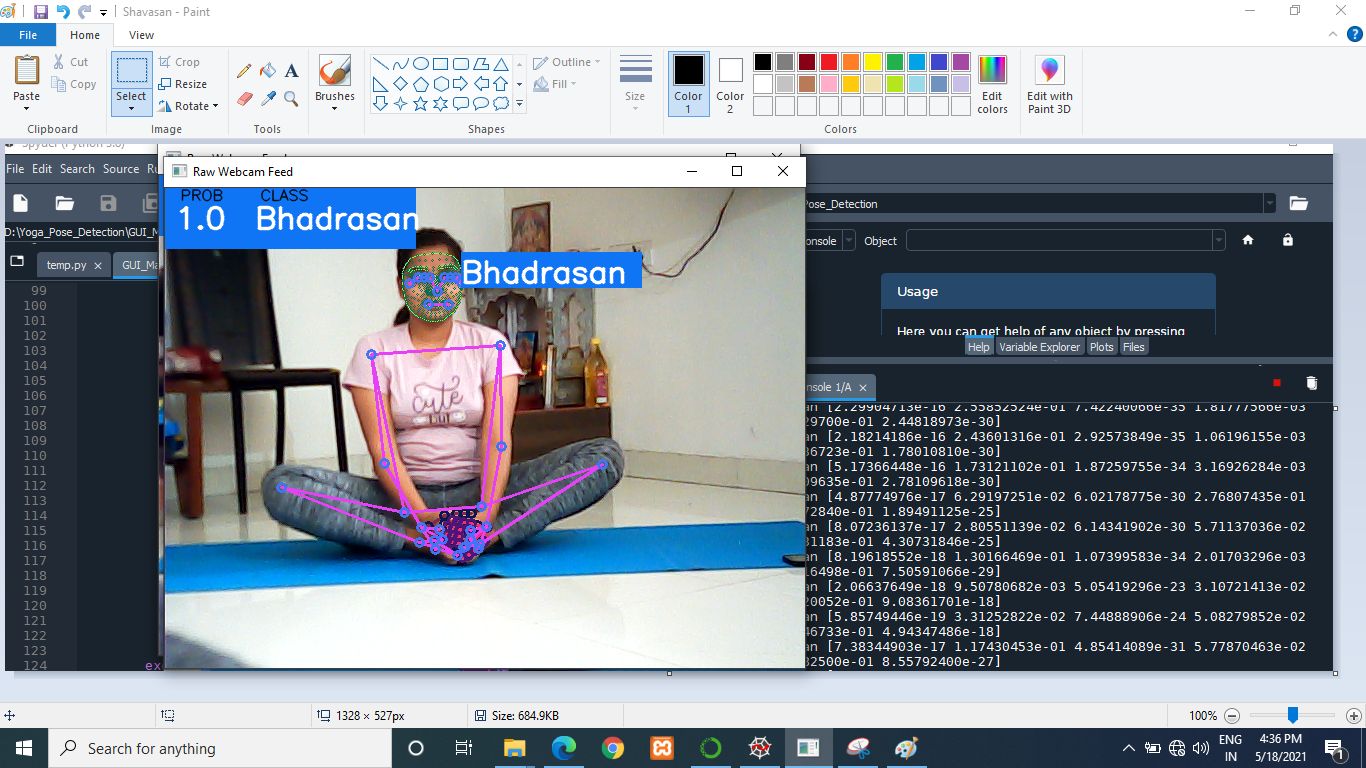 Shavasan - Paint
File Home View
Paste
Cut
Copy
Clipboard
Select
Crop
Resize
Rotate
Image
Tools
Brushes
Shapes
Outline
Fill
Size
Color 1
Color 2
Colors
Edit colors
Edit with Paint 3D
File Edit Search Source
Raw Webcam Feed
PROB CLASS
1.0 Bhadrasan
Bhadrasan
cute
D:\Yoga_Pose_Detection\GUI_M
temp.py
GUI_Ma
99
100
101
102
103
104
105
106
107
108
109
110
111
112
113
114
115
116
117
118
119
120
121
122
123
124 ex
Pose_Detection
onsole Object
Usage
Here you can get help of any object by pressing
Help Variable Explorer Plots Files
nsole 1/A
an [2.29904713e-16 2.55852524e-01 7.42240066e-35 1.81777566e-03
29700e-01 2.44818973e-30]
an [2.18214186e-16 2.43601316e-01 2.92573849e-35 1.06196155e-03
36723e-01 1.78010810e-30]
an [5.17366448e-16 1.73121102e-01 1.87259755e-34 3.16926284e-03
09635e-01 2.78109618e-30]
an [4.87774976e-17 6.29197251e-02 6.02178775e-30 2.76807435e-01
72840e-01 1.89491125e-25]
an [8.07236137e-17 2.80551139e-02 6.14341902e-30 5.71137036e-02
31183e-01 4.30731846e-25]
an [8.19618552e-18 1.30166469e-01 1.07399583e-34 2.01703296e-03
16498e-01 7.50591066e-29]
an [2.06637649e-18 9.50780682e-03 5.05419296e-23 3.10721413e-02
20052e-01 9.08361701e-18]
an [5.85749446e-19 3.31252822e-02 7.44888906e-24 5.08279852e-02
46733e-01 4.94347486e-18]
an [7.38344903e-17 1.17430453e-01 4.85414089e-31 5.77870463e-02
32500e-01 8.55792400e-27]
1328 × 527px
Size: 684.9KB
100%
Search for anything
ENG
IN
4:36 PM
5/18/2021
1